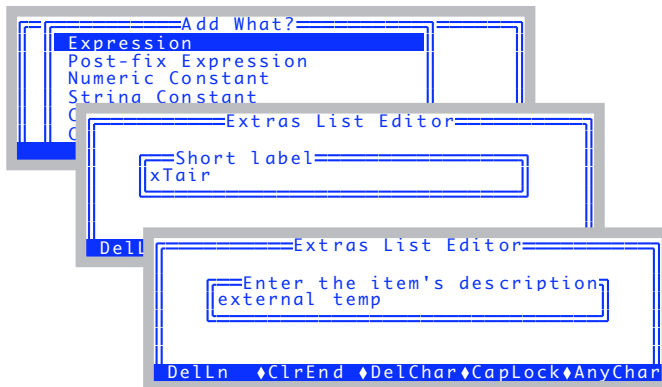 Add What?
Expression
Post-fix Expression
Numeric Constant
String Constant
Extras List Editor
Short label
xTair
DelL
Extras List Editor
Enter the item's description
external temp
DelLn ♦ClrEnd ♦DelChar♦CapLock♦AnyChar